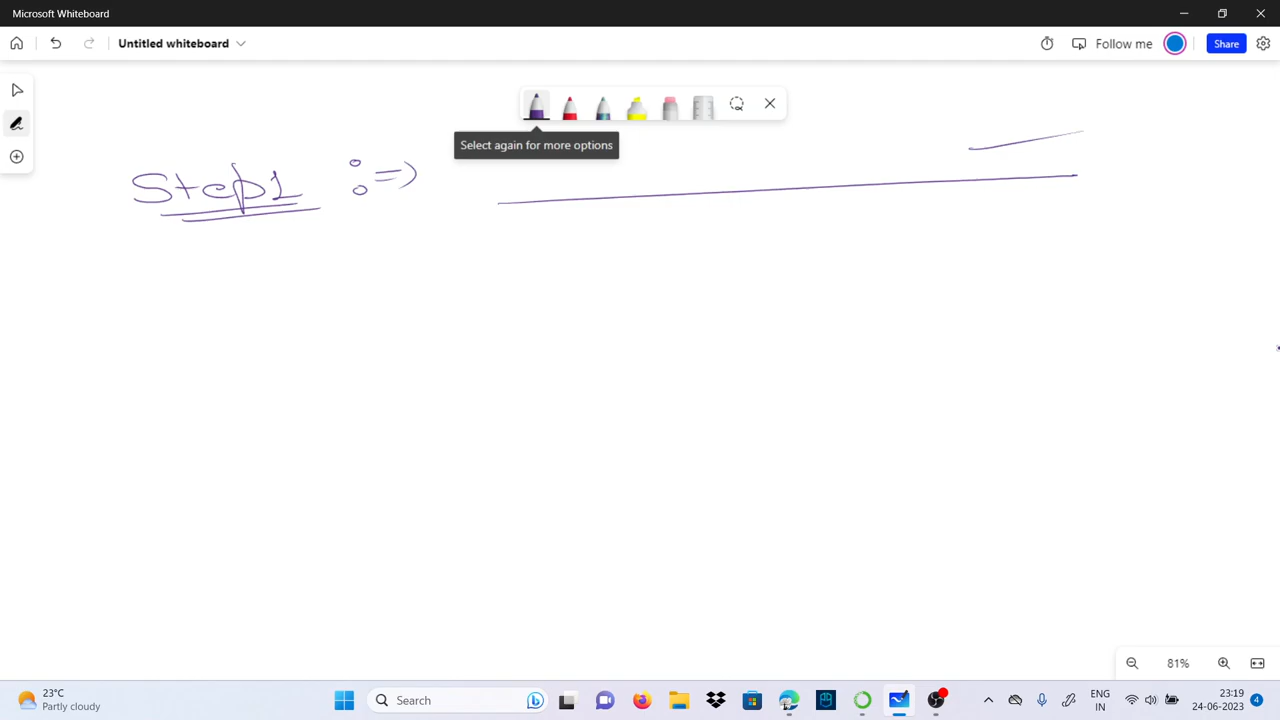 Microsoft Whiteboard
Untitled whiteboard
Follow me
Share
Select again for more options
Step1 :=>
81%
23°C
Partly cloudy
Search
ENG
IN
23:19
24-06-2023
4